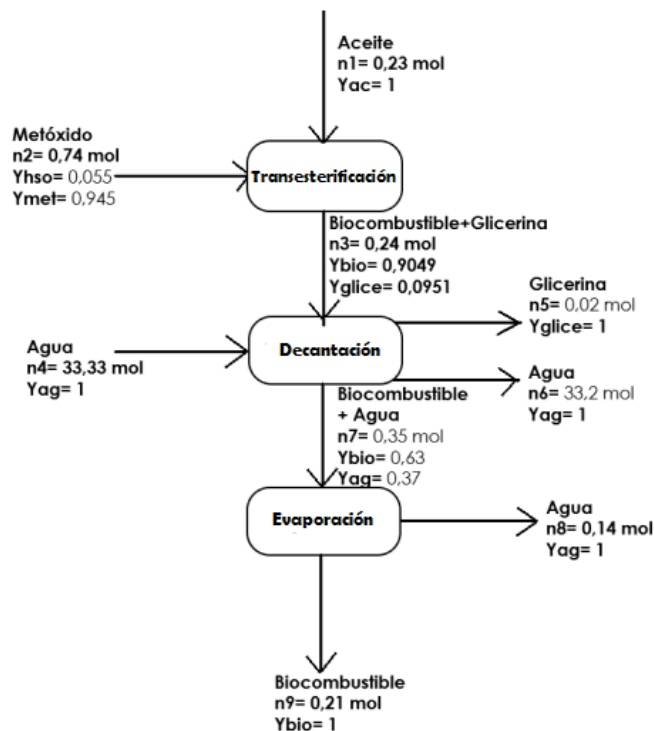 Aceite
n1= 0,23 mol
Yac= 1
Metóxido
n2= 0,74 mol
Yhso= 0,055
Ymet= 0,945
Transesterificación
Biocombustible+Glicerina
n3= 0,24 mol
Ybio= 0,9049
Yglice= 0,0951
Glicerina
n5= 0,02 mol
Yglice= 1
Agua
n4= 33,33 mol
Yag= 1
Decantación
Agua
n6= 33,2 mol
Yag= 1
Biocombustible
+ Agua
n7= 0,35 mol
Ybio= 0,63
Yag= 0,37
Evaporación
Agua
n8= 0,14 mol
Yag= 1
Biocombustible
n9= 0,21 mol
Ybio= 1